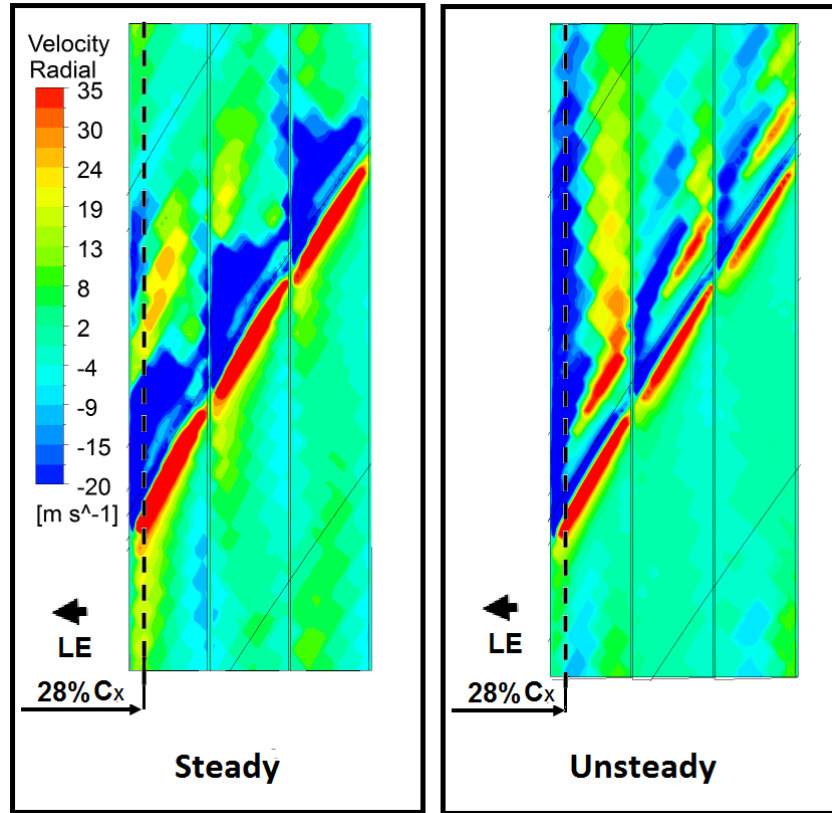 Velocity
Radial
35
30
24
19
13
8
2
-4
-9
-15
-20
[m s^-1]
LE
28% Cx
Steady
LE
28% Cx
Unsteady